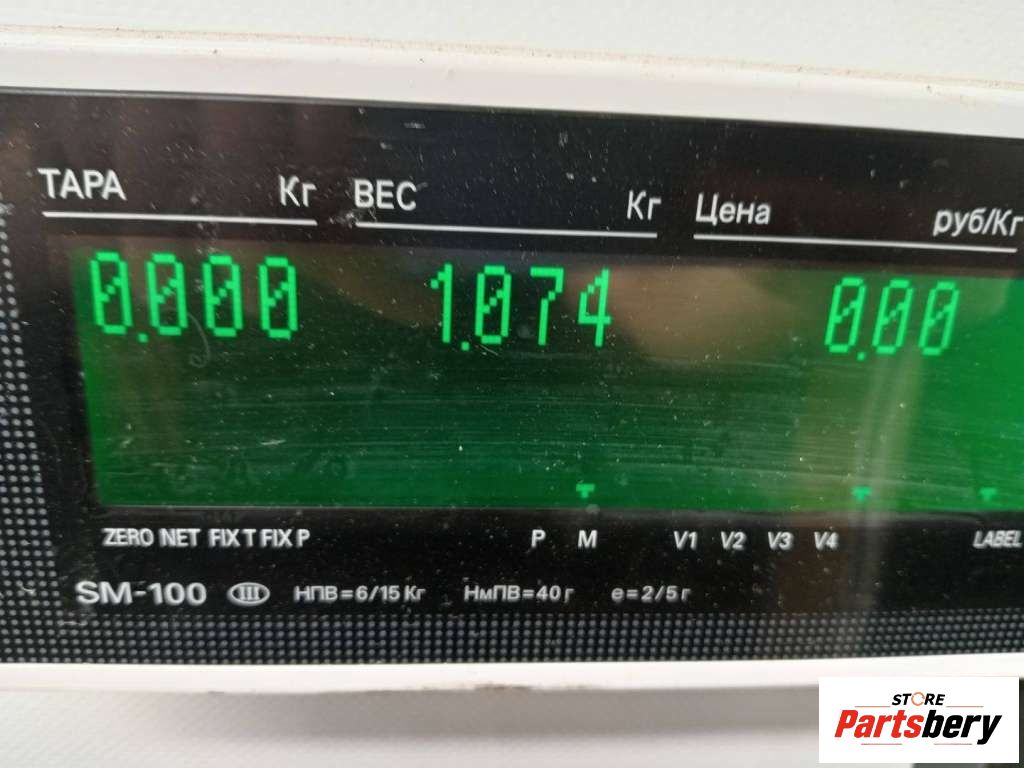 ТАРА Кг ВЕС Кг Цена руб/Кг
0.000 1.074 0.00
ZERO NET FIX T FIX P P M V1 V2 V3 V4 LABEL
SM-100 III НПВ=6/15 Кг НмПВ=40 г e=2/5 г
STORE
Partsbery